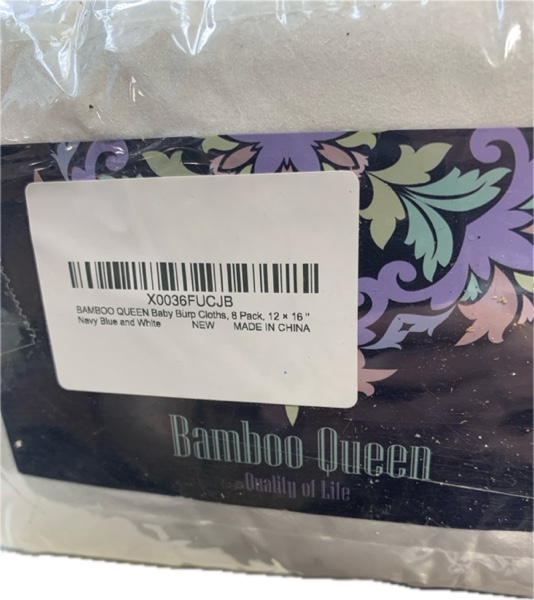 X0036FUCJB
BAMBOO QUEEN Baby Burp Cloths, 8 Pack, 12 × 16 "
Navy Blue and White NEW MADE IN CHINA
Bamboo Queen
Quality of Life